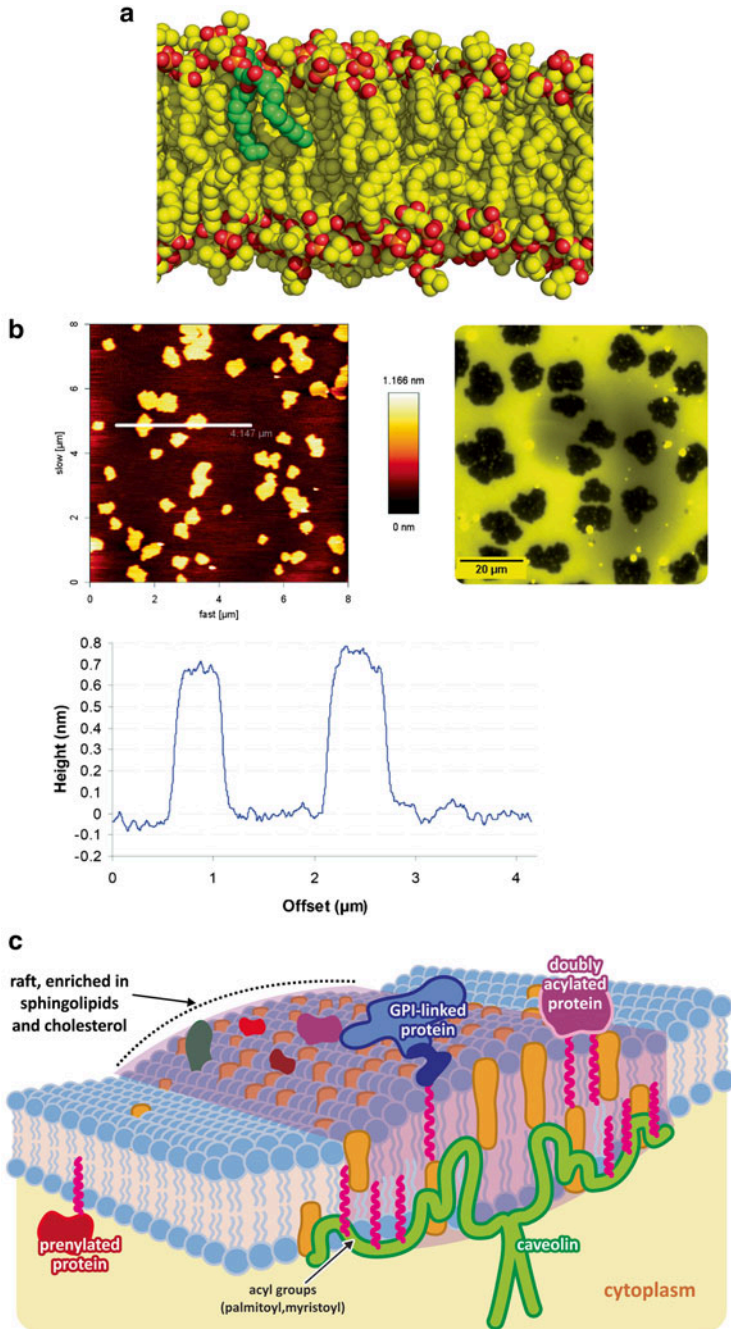 a
b
8
6
4
2
0
slow [µm]
4.147 µm
0 2 4 6 8
fast [µm]
1.166 nm
0 nm
20 µm
0.8
0.7
0.6
0.5
0.4
0.3
0.2
0.1
0
-0.1
-0.2
Height (nm)
0 1 2 3 4
Offset (µm)
c
raft, enriched in
sphingolipids
and cholesterol
GPI-linked
protein
doubly
acylated
protein
prenylated
protein
acyl groups
(palmitoyl,myristoyl)
caveolin
cytoplasm